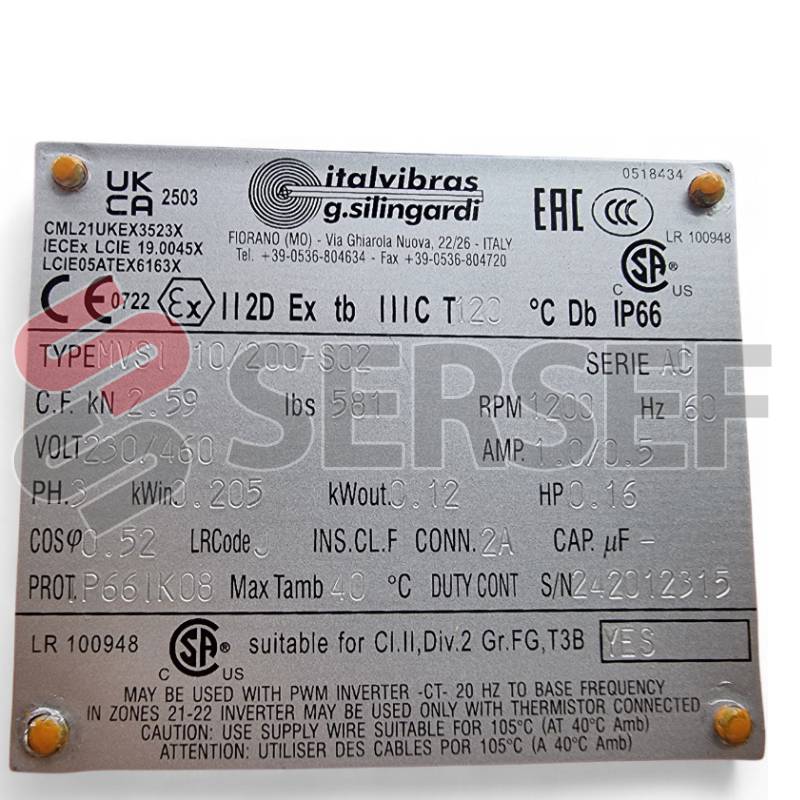 UK
CA 2503
CML21UKEX3523X
IECEx LCIE 19.0045X
LCIE05ATEX6163X
italvibras
g.silingardi
FIORANO (MO) - Via Ghiarola Nuova, 22/26 - ITALY
Tel. +39-0536-804634 - Fax +39-0536-804720
0518434
EAC CCC
LR 100948
CSA
C US
CE 0722 Ex II2D Ex tb IIIC T120 °C Db IP66
TYPE MVSI 10/200-S02 SERIE AC
C.F. kN 2.59 lbs 581 RPM 1200 Hz 60
SERSEF
VOLT 230/460 AMP. 1.0/0.5
PH. 3 kWin 0.205 kWout. 0.12 HP 0.16
COSφ 0.52 LRCode J INS.CL.F CONN. 2A CAP. µF -
PROT. IP66IK08 Max Tamb 40 °C DUTY CONT S/N 242012315
LR 100948 CSA ® C US suitable for Cl.II,Div.2 Gr.FG,T3B YES
MAY BE USED WITH PWM INVERTER -CT- 20 HZ TO BASE FREQUENCY
IN ZONES 21-22 INVERTER MAY BE USED ONLY WITH THERMISTOR CONNECTED
CAUTION: USE SUPPLY WIRE SUITABLE FOR 105°C (AT 40°C Amb)
ATTENTION: UTILISER DES CABLES POR 105°C (A 40°C Amb)